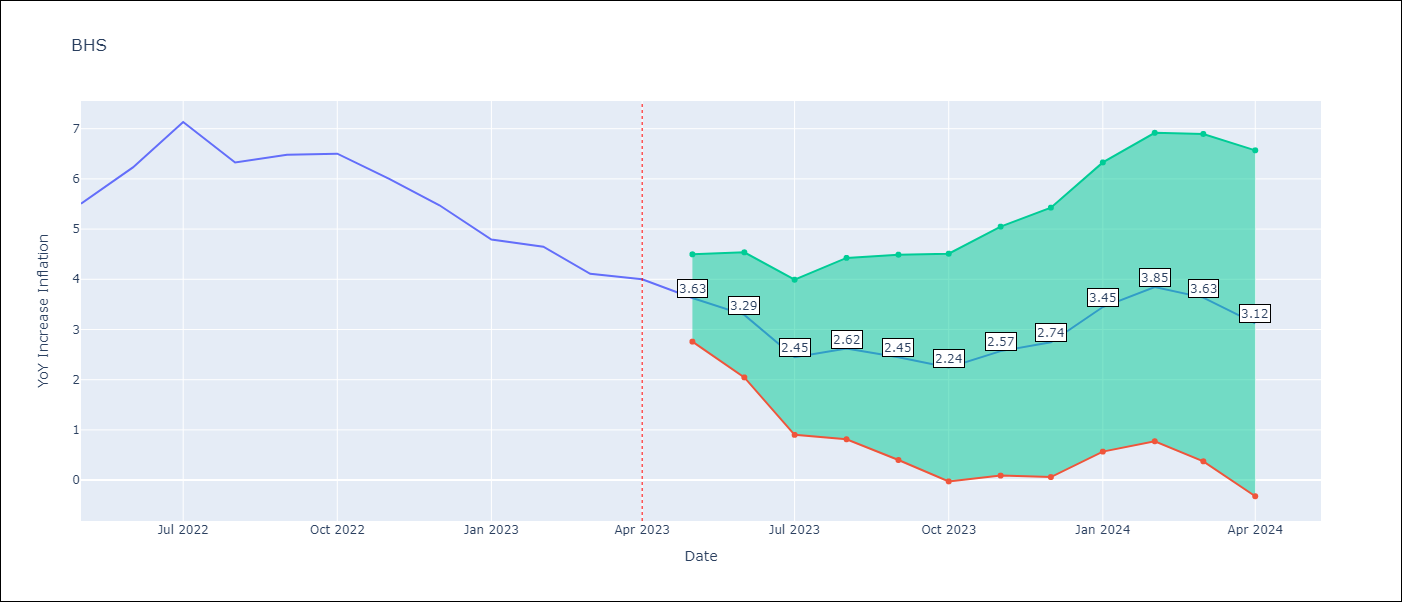 BHS
7
6
5
4
3
2
1
0
YoY Increase Inflation
3.63
3.29
2.45
2.62
2.45
2.24
2.57
2.74
3.45
3.85
3.63
3.12
Jul 2022
Oct 2022
Jan 2023
Apr 2023
Jul 2023
Oct 2023
Jan 2024
Apr 2024
Date